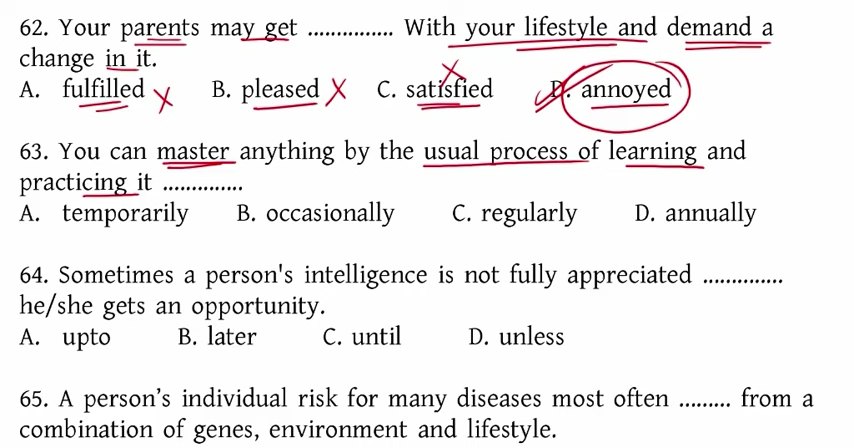 62. Your parents may get ............... With your lifestyle and demand a
change in it.
A. fulfilled B. pleased C. satisfied D. annoyed
63. You can master anything by the usual process of learning and
practicing it ..............
A. temporarily B. occasionally C. regularly D. annually
64. Sometimes a person's intelligence is not fully appreciated ..............
he/she gets an opportunity.
A. upto B. later C. until D. unless
65. A person’s individual risk for many diseases most often ......... from a
combination of genes, environment and lifestyle.